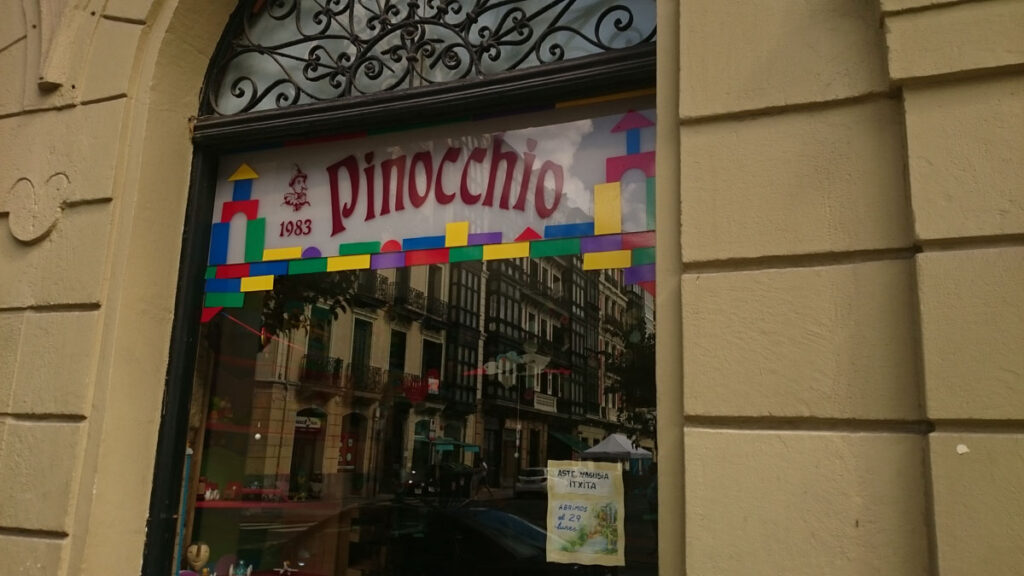 Pinocchio
1983
ASTE NAGUSIA
ITXITA
ABRIMOS
el 29
lunes